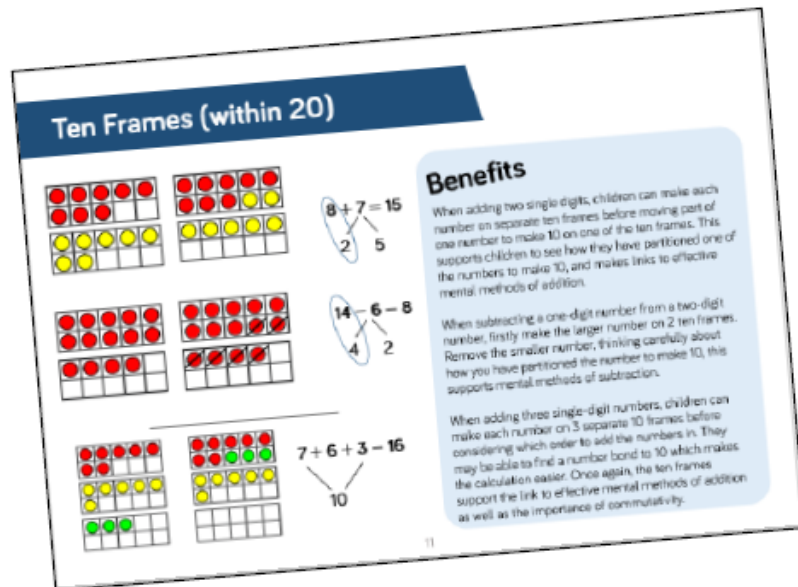 Ten Frames (within 20)
8 + 7 = 15
2 5
14 – 6 – 8
4 2
7 + 6 + 3 – 16
10
Benefits
When adding two single digits, children can make each
number on separate ten frames before moving part of
one number to make 10 on one of the ten frames. This
supports children to see how they have partitioned one of
the numbers to make 10, and makes links to effective
mental methods of addition.
When subtracting a one-digit number from a two-digit
number, firstly make the larger number on 2 ten frames.
Remove the smaller number, thinking carefully about
how you have partitioned the number to make 10, this
supports mental methods of subtraction.
When adding three single-digit numbers, children can
make each number on 3 separate 10 frames before
considering which order to add the numbers in. They
may be able to find a number bond to 10 which makes
the calculation easier. Once again, the ten frames
support the link to effective mental methods of addition
as well as the importance of commutativity.
11